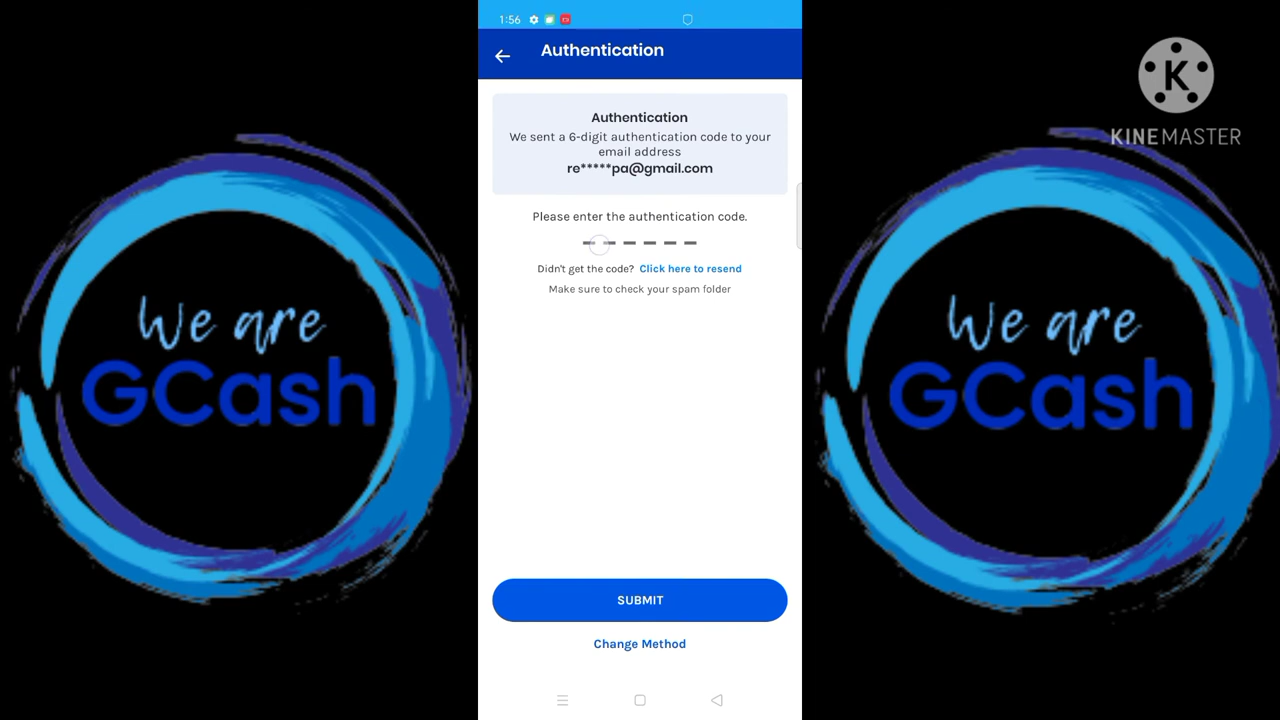 1:56
Authentication
KINEMASTER
Authentication
We sent a 6-digit authentication code to your
email address
re*****pa@gmail.com
Please enter the authentication code.
Didn't get the code? Click here to resend
Make sure to check your spam folder
We are
GCash
We are
GCash
SUBMIT
Change Method